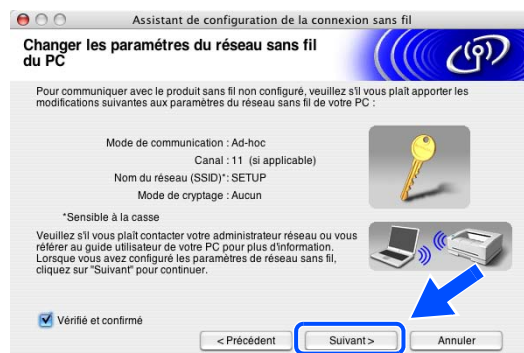 Assistant de configuration de la connexion sans fil
Changer les paramétres du réseau sans fil
du PC
Pour communiquer avec le produit sans fil non configuré, veuillez s'il vous plaît apporter les
modifications suivantes aux paramètres du réseau sans fil de votre PC :
Mode de communication : Ad-hoc
Canal : 11 (si applicable)
Nom du réseau (SSID)*: SETUP
Mode de cryptage : Aucun
*Sensible à la casse
Veuillez s'il vous plaît contacter votre administrateur réseau ou vous
référer au guide utilisateur de votre PC pour plus d'information.
Lorsque vous avez configuré les paramètres de réseau sans fil,
cliquez sur "Suivant" pour continuer.
Vérifié et confirmé
< Précédent Suivant > Annuler